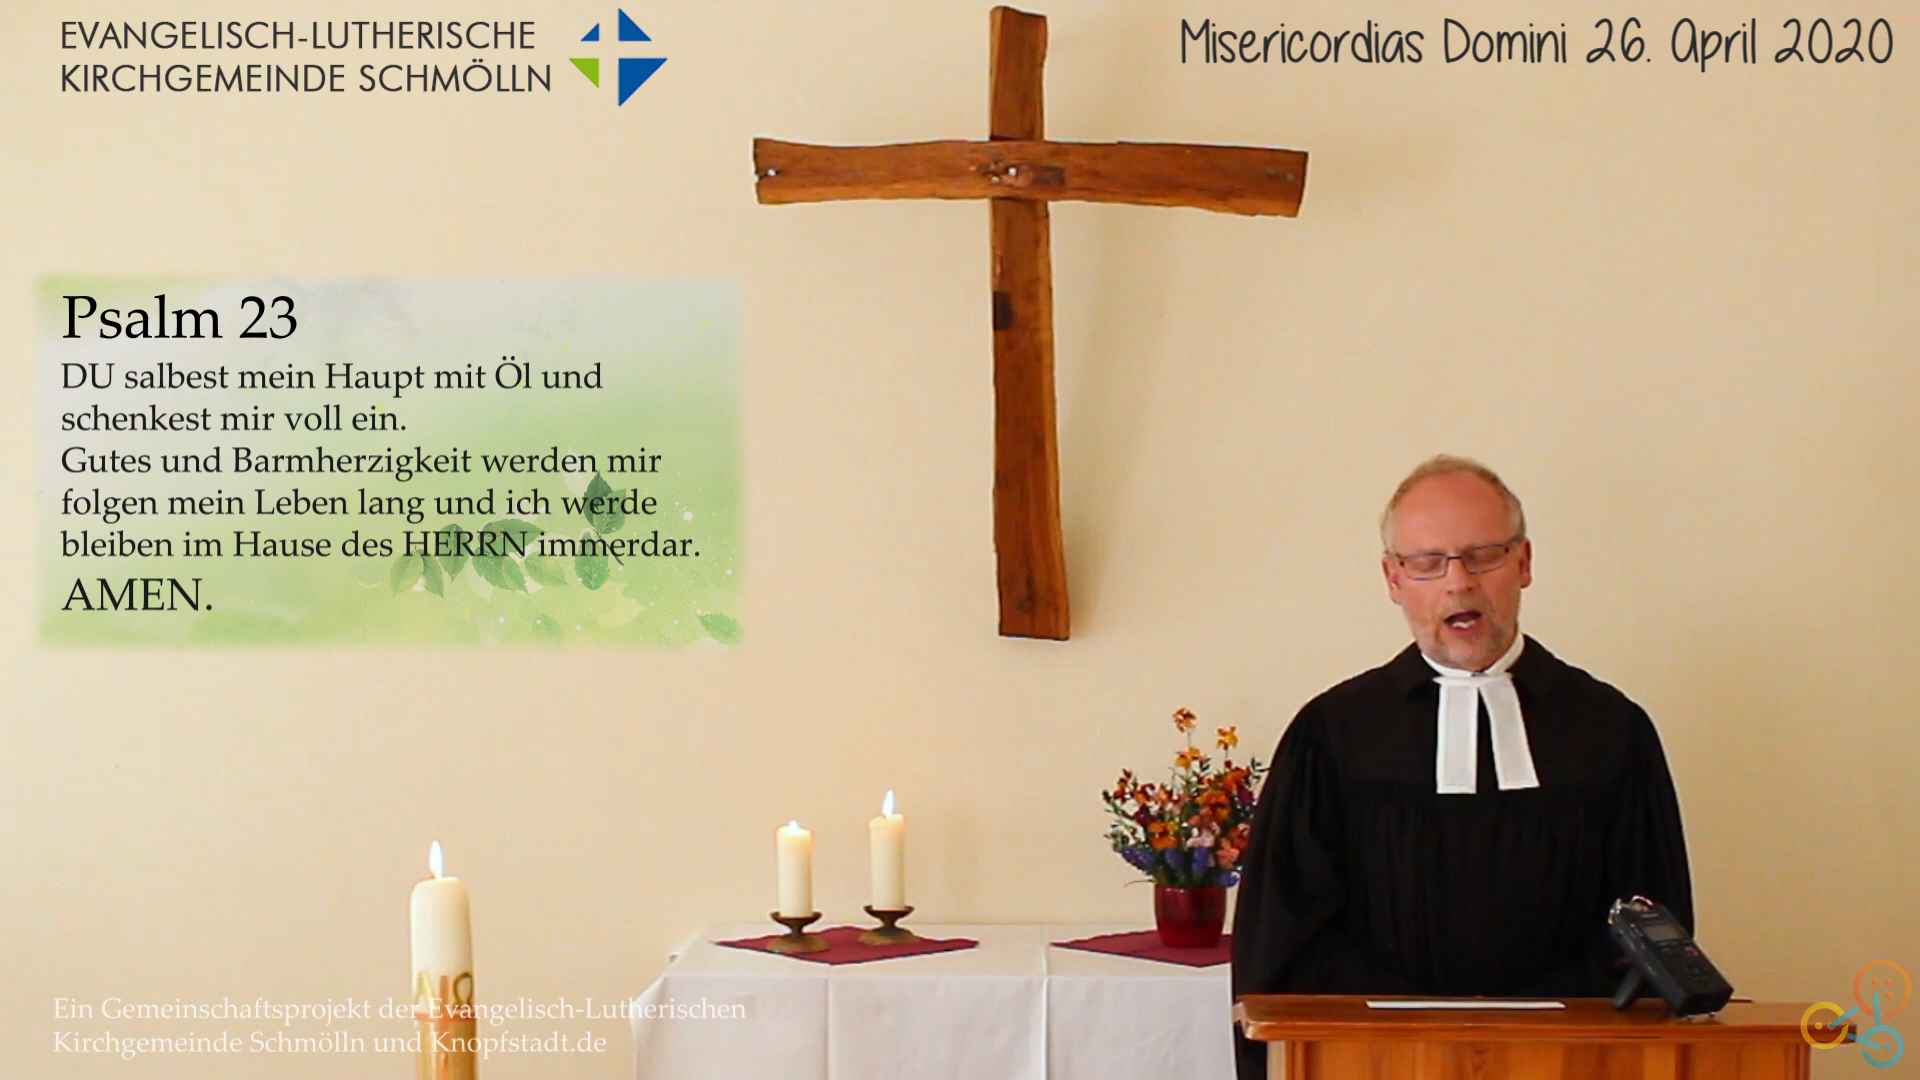 EVANGELISCH-LUTHERISCHE
KIRCHGEMEINDE SCHMÖLLN
Misericordias Domini 26. April 2020
Psalm 23
DU salbest mein Haupt mit Öl und
schenkest mir voll ein.
Gutes und Barmherzigkeit werden mir
folgen mein Leben lang und ich werde
bleiben im Hause des HERRN immerdar.
AMEN.
Ein Gemeinschaftsprojekt der Evangelisch-Lutherischen
Kirchgemeinde Schmölln und Knopfstadt.de